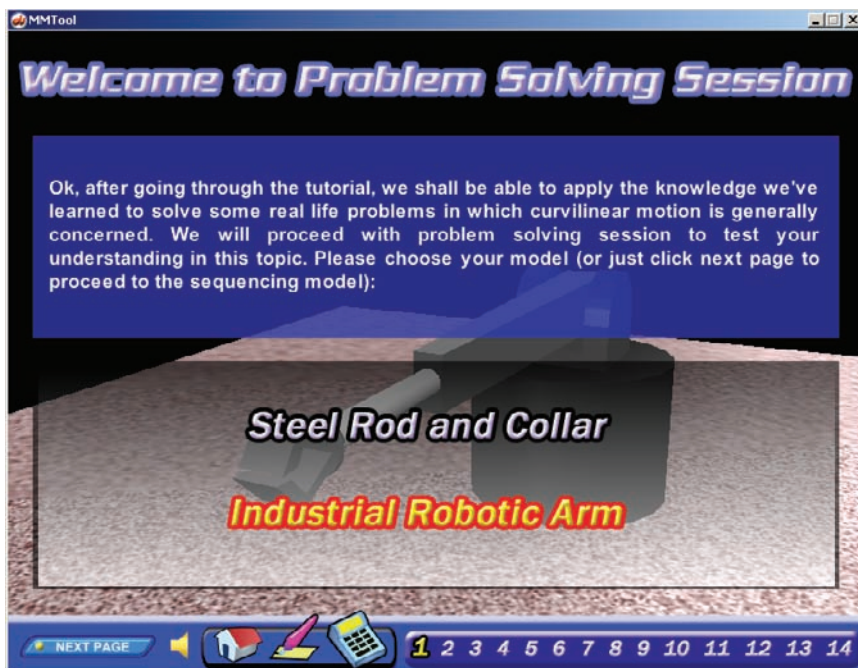 MMTool
Welcome to Problem Solving Session
Ok, after going through the tutorial, we shall be able to apply the knowledge we've
learned to solve some real life problems in which curvilinear motion is generally
concerned. We will proceed with problem solving session to test your
understanding in this topic. Please choose your model (or just click next page to
proceed to the sequencing model):
Steel Rod and Collar
Industrial Robotic Arm
NEXT PAGE 1 2 3 4 5 6 7 8 9 10 11 12 13 14